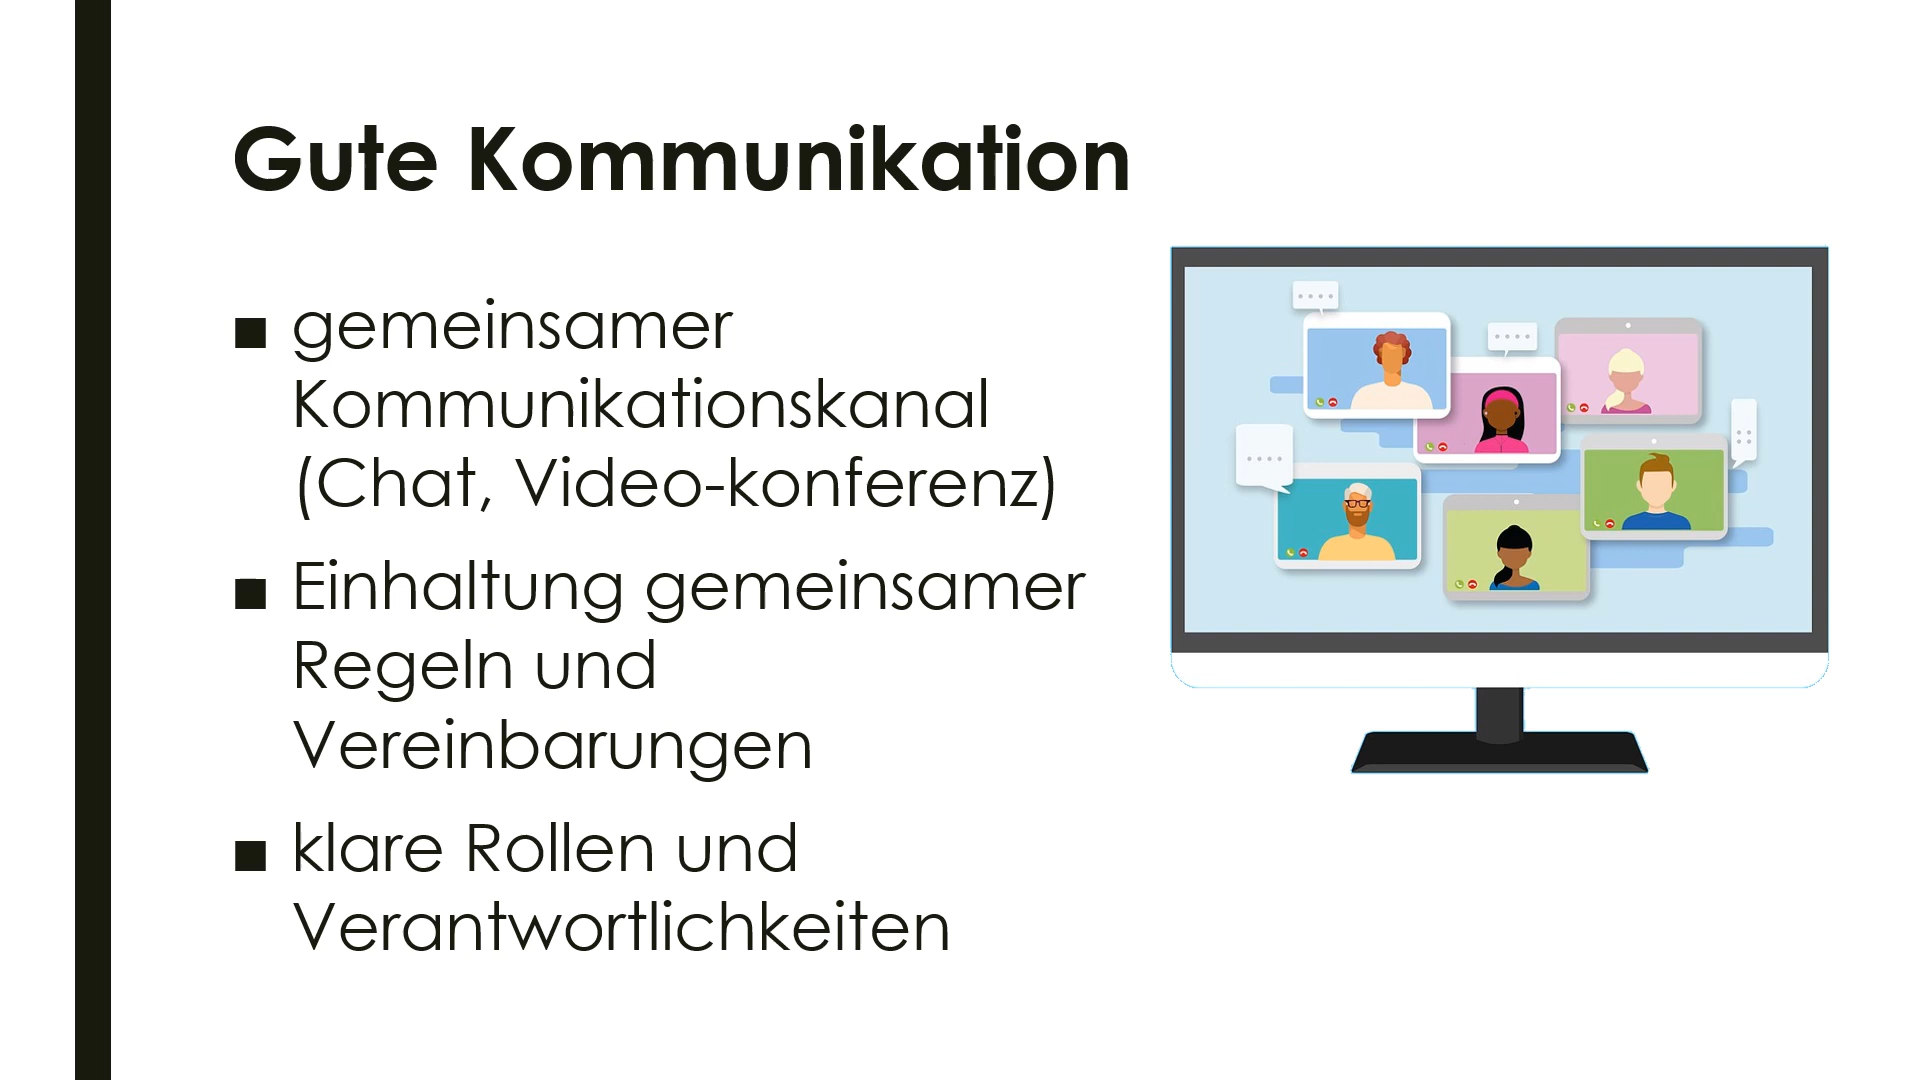 Gute Kommunikation
■ gemeinsamer
Kommunikationskanal
(Chat, Video-konferenz)
■ Einhaltung gemeinsamer
Regeln und
Vereinbarungen
■ klare Rollen und
Verantwortlichkeiten